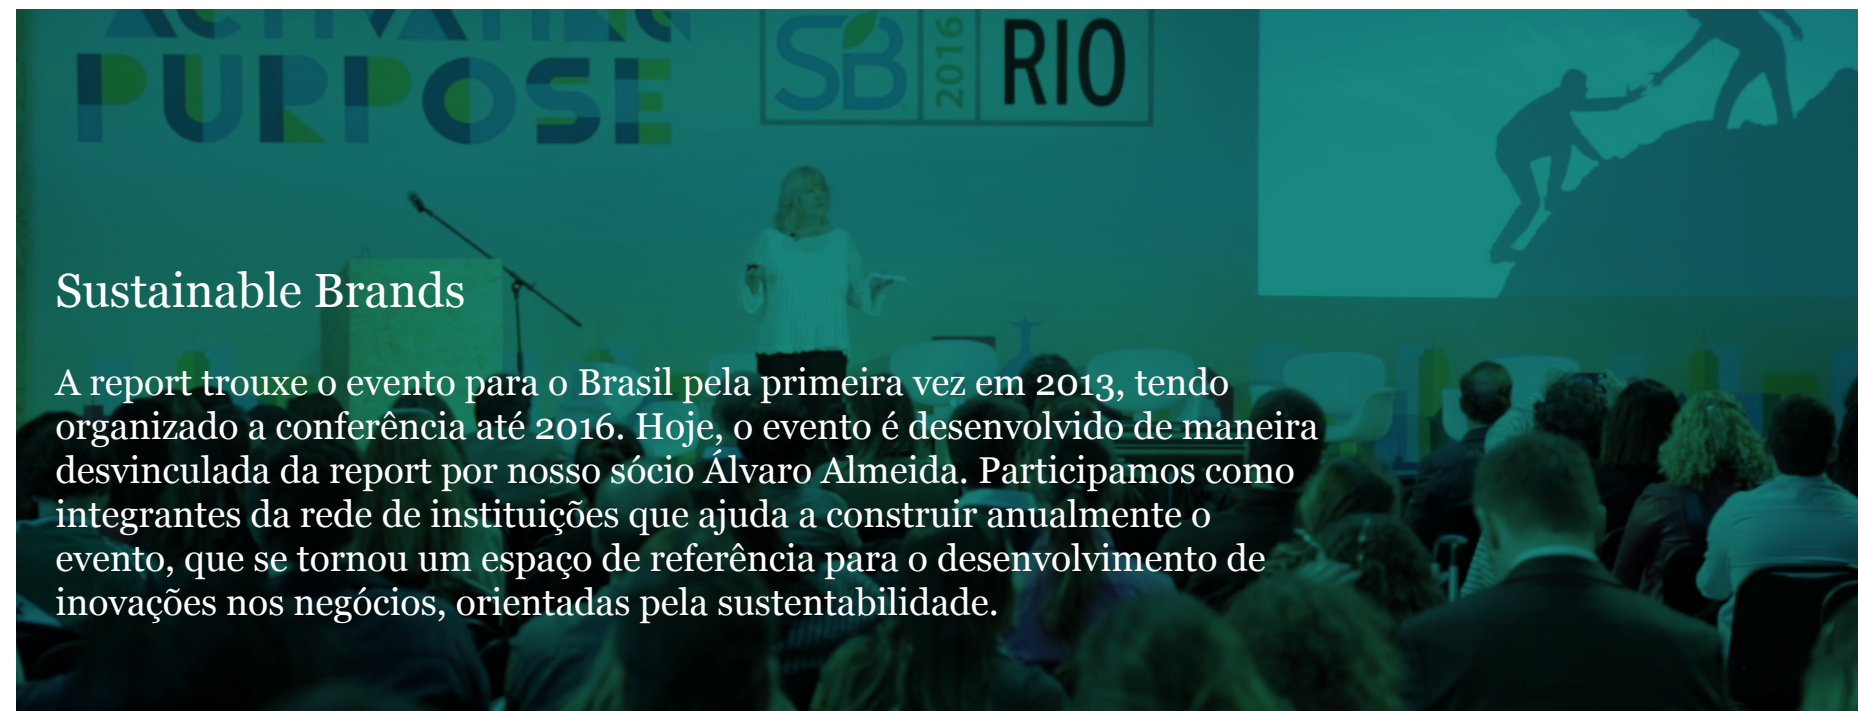 ACTIVATING
PURPOSE
SB 2016 RIO
Sustainable Brands
A report trouxe o evento para o Brasil pela primeira vez em 2013, tendo
organizado a conferência até 2016. Hoje, o evento é desenvolvido de maneira
desvinculada da report por nosso sócio Álvaro Almeida. Participamos como
integrantes da rede de instituições que ajuda a construir anualmente o
evento, que se tornou um espaço de referência para o desenvolvimento de
inovações nos negócios, orientadas pela sustentabilidade.